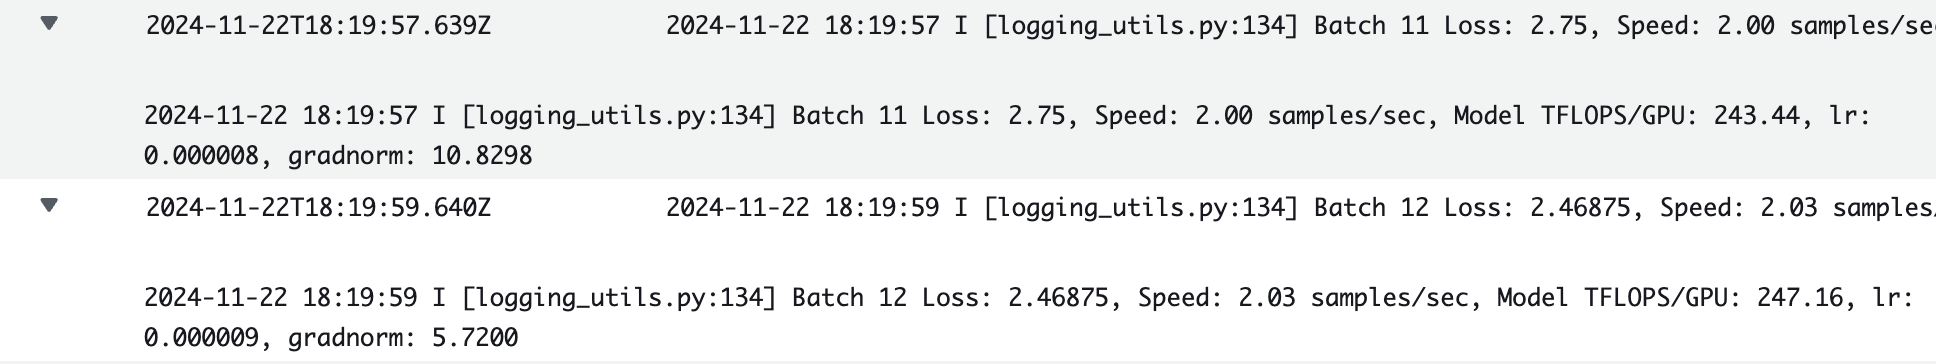 2024-11-22T18:19:57.639Z 2024-11-22 18:19:57 I [logging_utils.py:134] Batch 11 Loss: 2.75, Speed: 2.00 samples/se
2024-11-22 18:19:57 I [logging_utils.py:134] Batch 11 Loss: 2.75, Speed: 2.00 samples/sec, Model TFLOPS/GPU: 243.44, lr:
0.000008, gradnorm: 10.8298
2024-11-22T18:19:59.640Z 2024-11-22 18:19:59 I [logging_utils.py:134] Batch 12 Loss: 2.46875, Speed: 2.03 samples/
2024-11-22 18:19:59 I [logging_utils.py:134] Batch 12 Loss: 2.46875, Speed: 2.03 samples/sec, Model TFLOPS/GPU: 247.16, lr:
0.000009, gradnorm: 5.7200